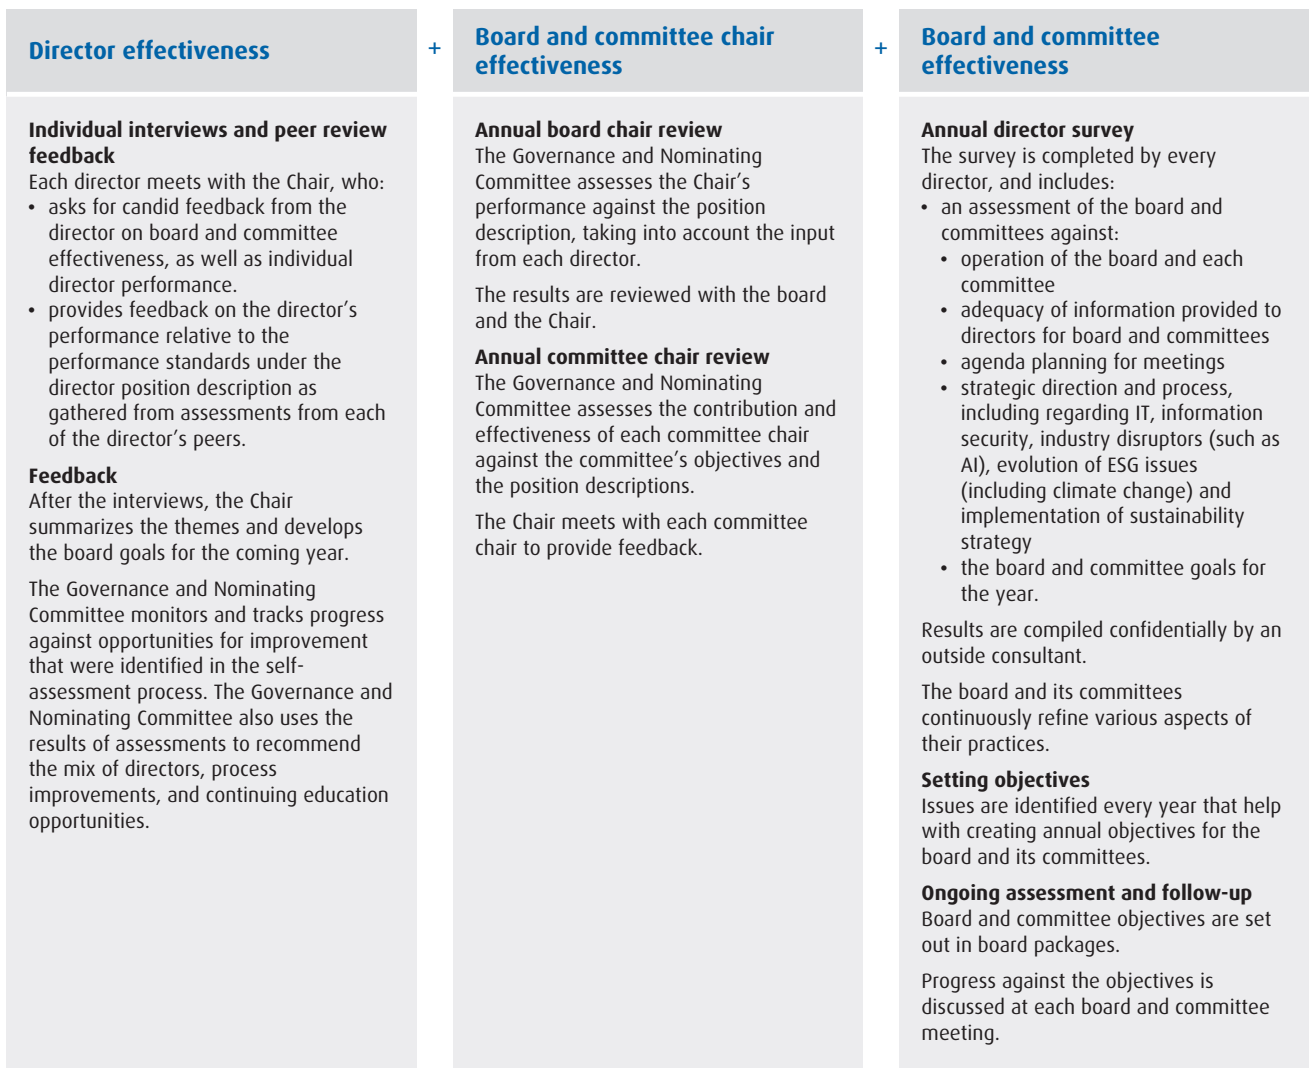 Director effectiveness
+
Board and committee chair
effectiveness
+
Board and committee
effectiveness
Individual interviews and peer review
feedback
Each director meets with the Chair, who:
• asks for candid feedback from the
director on board and committee
effectiveness, as well as individual
director performance.
• provides feedback on the director’s
performance relative to the
performance standards under the
director position description as
gathered from assessments from each
of the director’s peers.
Feedback
After the interviews, the Chair
summarizes the themes and develops
the board goals for the coming year.
The Governance and Nominating
Committee monitors and tracks progress
against opportunities for improvement
that were identified in the self-
assessment process. The Governance and
Nominating Committee also uses the
results of assessments to recommend
the mix of directors, process
improvements, and continuing education
opportunities.
Annual board chair review
The Governance and Nominating
Committee assesses the Chair’s
performance against the position
description, taking into account the input
from each director.
The results are reviewed with the board
and the Chair.
Annual committee chair review
The Governance and Nominating
Committee assesses the contribution and
effectiveness of each committee chair
against the committee’s objectives and
the position descriptions.
The Chair meets with each committee
chair to provide feedback.
Annual director survey
The survey is completed by every
director, and includes:
• an assessment of the board and
committees against:
• operation of the board and each
committee
• adequacy of information provided to
directors for board and committees
• agenda planning for meetings
• strategic direction and process,
including regarding IT, information
security, industry disruptors (such as
AI), evolution of ESG issues
(including climate change) and
implementation of sustainability
strategy
• the board and committee goals for
the year.
Results are compiled confidentially by an
outside consultant.
The board and its committees
continuously refine various aspects of
their practices.
Setting objectives
Issues are identified every year that help
with creating annual objectives for the
board and its committees.
Ongoing assessment and follow-up
Board and committee objectives are set
out in board packages.
Progress against the objectives is
discussed at each board and committee
meeting.